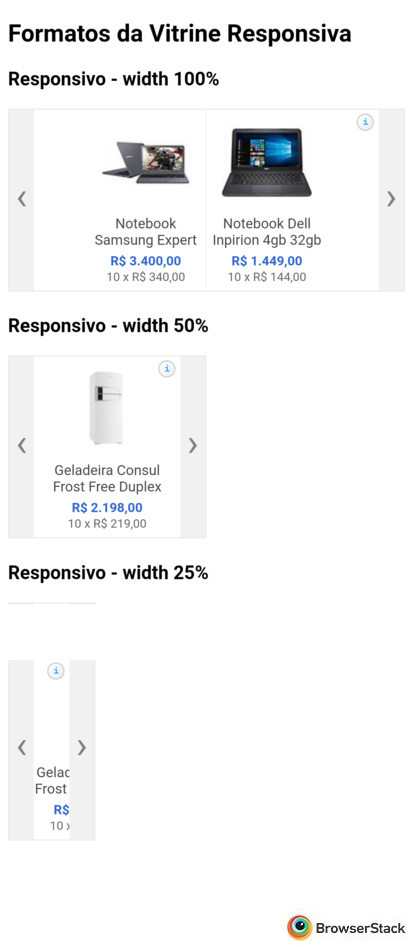 Formatos da Vitrine Responsiva
Responsivo - width 100%
i
❮
❯
Notebook
Samsung Expert
R$ 3.400,00
10 x R$ 340,00
Notebook Dell
Inpirion 4gb 32gb
R$ 1.449,00
10 x R$ 144,00
Responsivo - width 50%
i
❮
❯
Geladeira Consul
Frost Free Duplex
R$ 2.198,00
10 x R$ 219,00
Responsivo - width 25%
i
❮
❯
Gelad
Frost
R$
10 x
BrowserStack